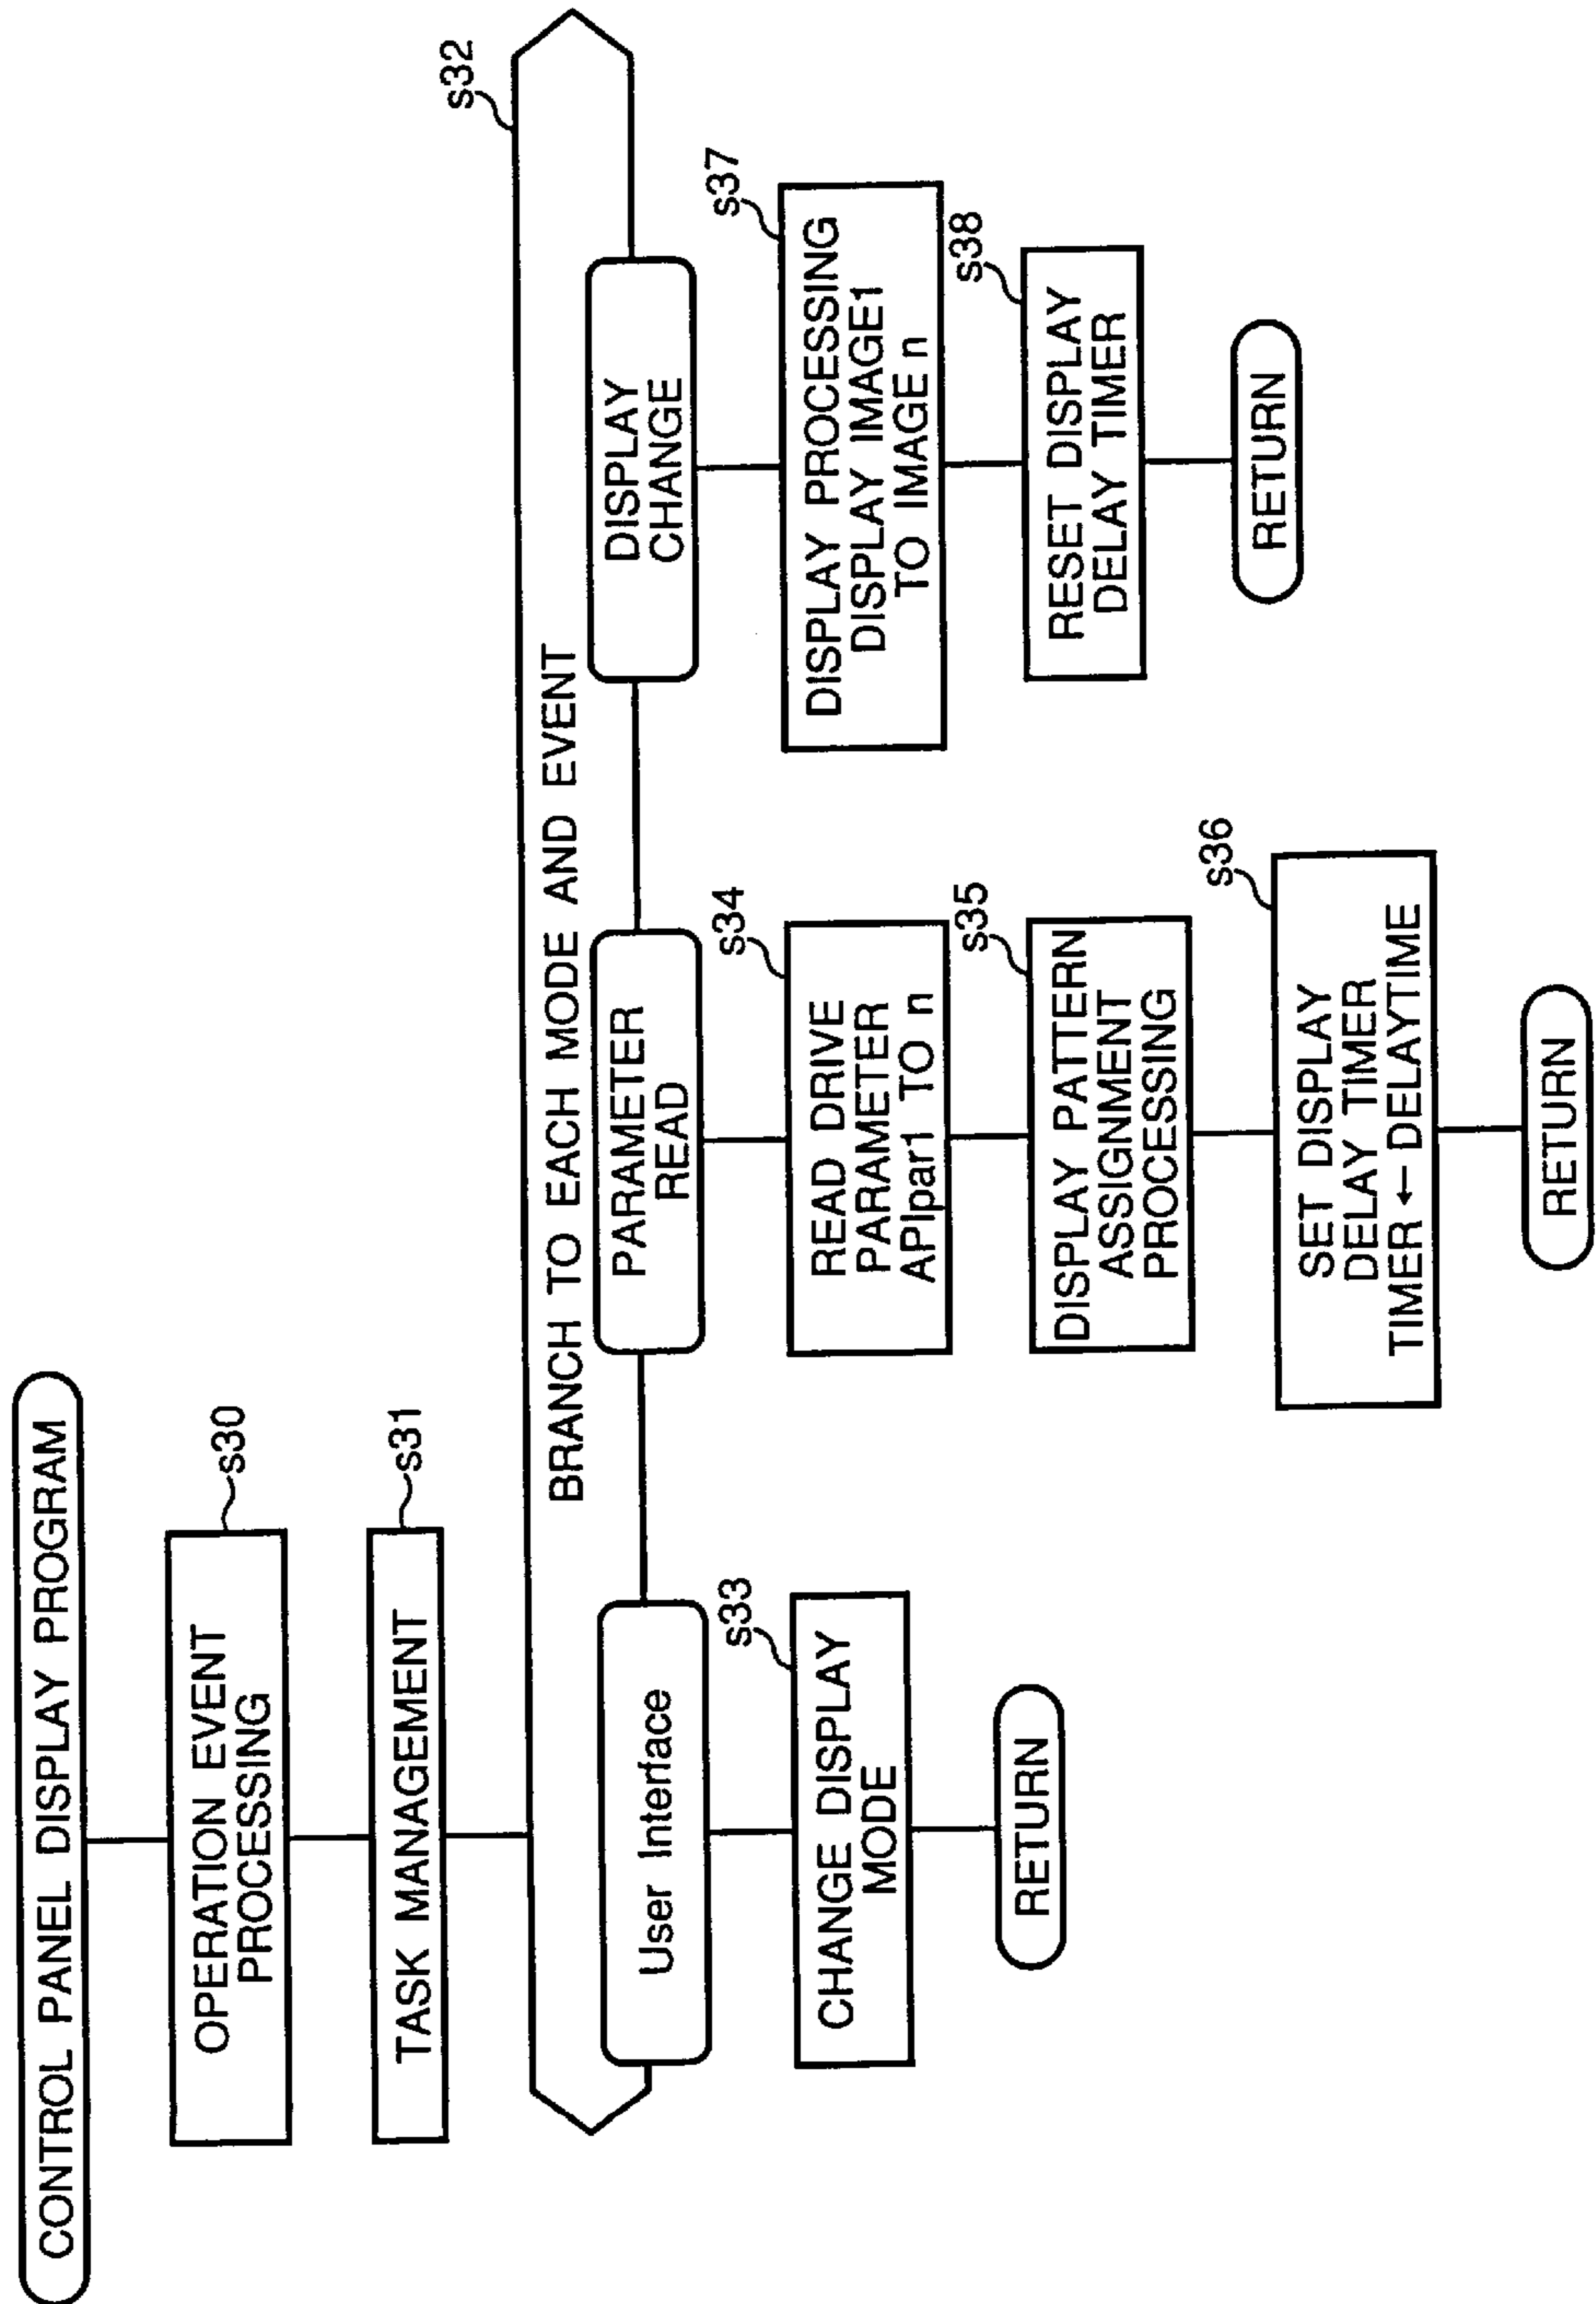 CONTROL PANEL DISPLAY PROGRAM
OPERATION EVENT
PROCESSING
s30
TASK MANAGEMENT
s31
s32
BRANCH TO EACH MODE AND EVENT
User Interface
s33
CHANGE DISPLAY
MODE
RETURN
PARAMETER
READ
s34
READ DRIVE
PARAMETER
APIpar1 TO n
s35
DISPLAY PATTERN
ASSIGNMENT
PROCESSING
s36
SET DISPLAY
DELAY TIMER
TIMER ← DELAYTIME
RETURN
DISPLAY
CHANGE
s37
DISPLAY PROCESSING
DISPLAY IMAGE1
TO IMAGE n
s38
RESET DISPLAY
DELAY TIMER
RETURN